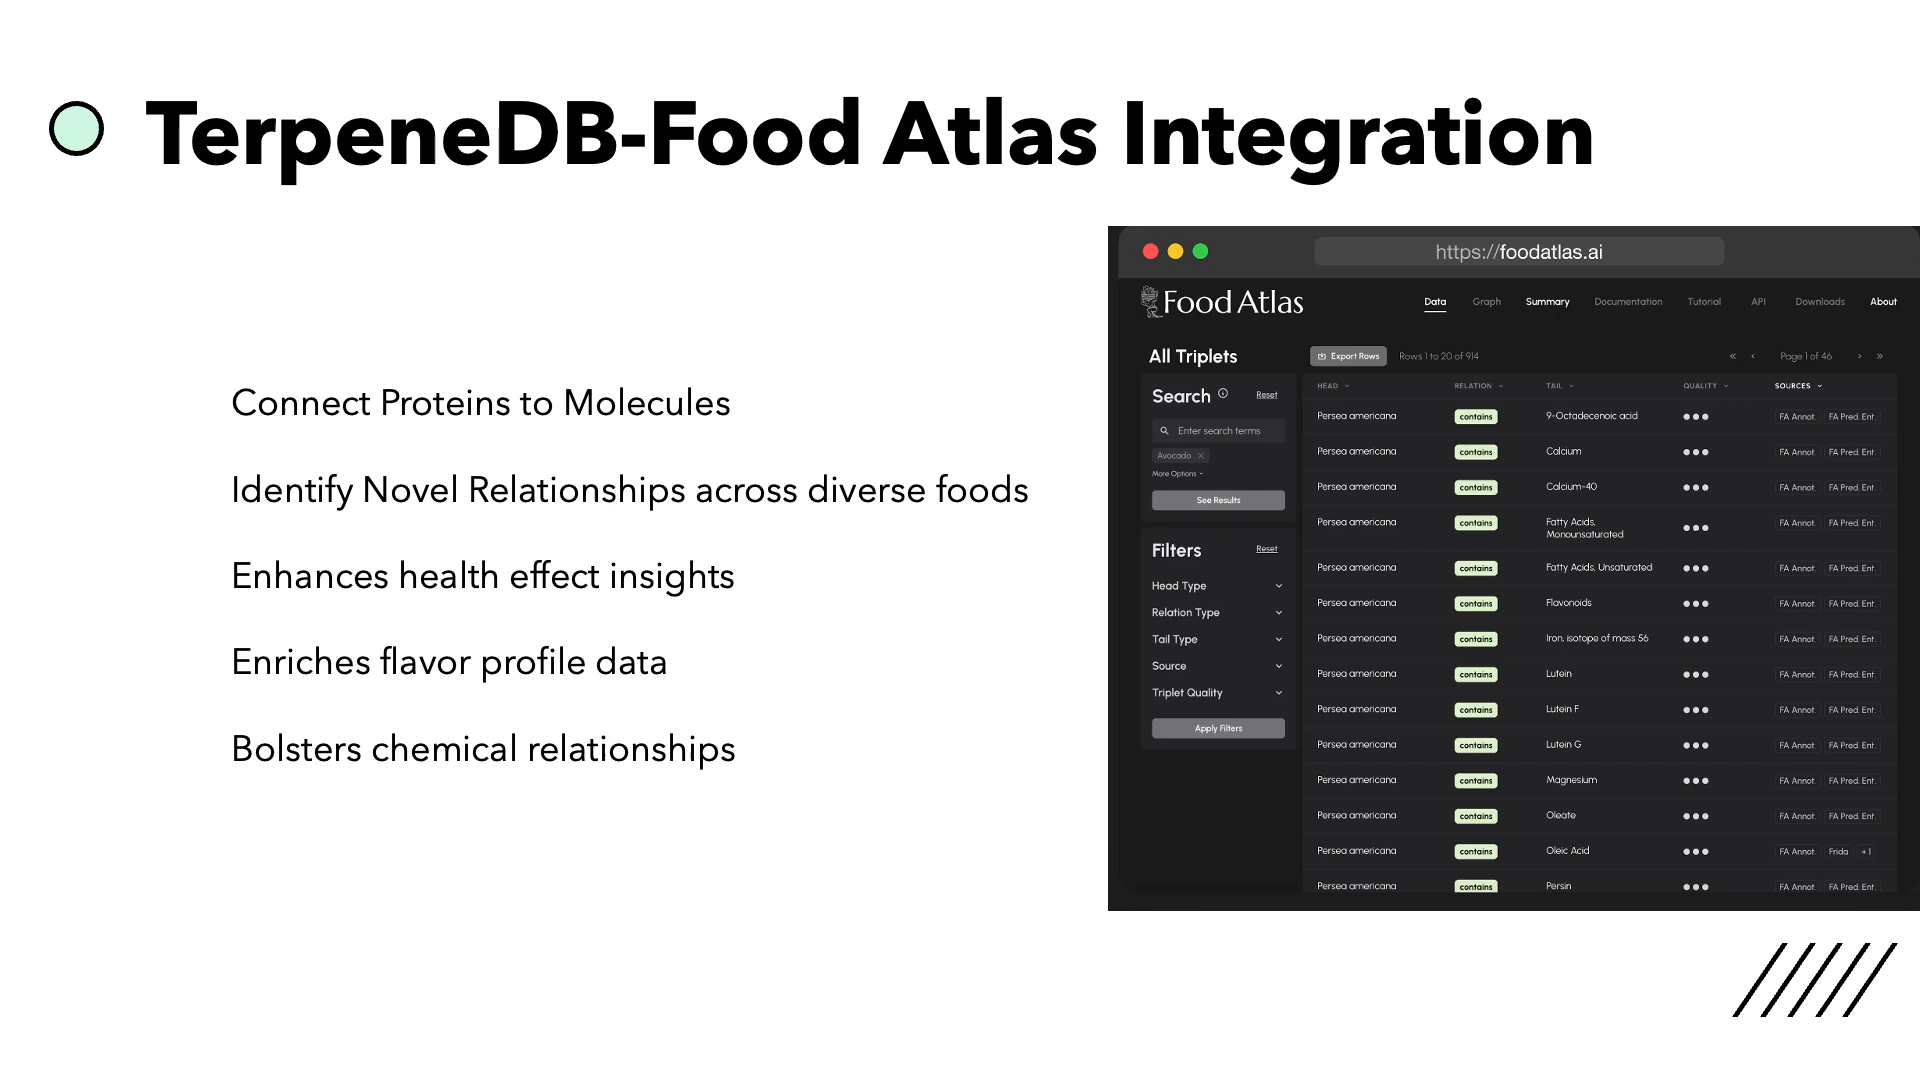 TerpeneDB-Food Atlas Integration
Connect Proteins to Molecules
Identify Novel Relationships across diverse foods
Enhances health effect insights
Enriches flavor profile data
Bolsters chemical relationships
https://foodatlas.ai
Food Atlas
Data Graph Summary Documentation Tutorial API Downloads About
All Triplets
Search Reset
Enter search terms
Avocado
More Options
See Results
Filters Reset
Head Type
Relation Type
Tail Type
Source
Triplet Quality
Apply Filters
Export Rows Rows 1 to 20 of 914 « ‹ Page 1 of 46 › »
HEAD RELATION TAIL QUALITY SOURCES
Persea americana contains 9-Octadecenoic acid FA Annot. FA Pred. Ent.
Persea americana contains Calcium FA Annot. FA Pred. Ent.
Persea americana contains Calcium-40 FA Annot. FA Pred. Ent.
Persea americana contains Fatty Acids, FA Annot. FA Pred. Ent.
Monounsaturated
Persea americana contains Fatty Acids, Unsaturated FA Annot. FA Pred. Ent.
Persea americana contains Flavonoids FA Annot. FA Pred. Ent.
Persea americana contains Iron, isotope of mass 56 FA Annot. FA Pred. Ent.
Persea americana contains Lutein FA Annot. FA Pred. Ent.
Persea americana contains Lutein F FA Annot. FA Pred. Ent.
Persea americana contains Lutein G FA Annot. FA Pred. Ent.
Persea americana contains Magnesium FA Annot. FA Pred. Ent.
Persea americana contains Oleate FA Annot. FA Pred. Ent.
Persea americana contains Oleic Acid FA Annot. Frida +1
Persea americana contains Persin FA Annot. FA Pred. Ent.